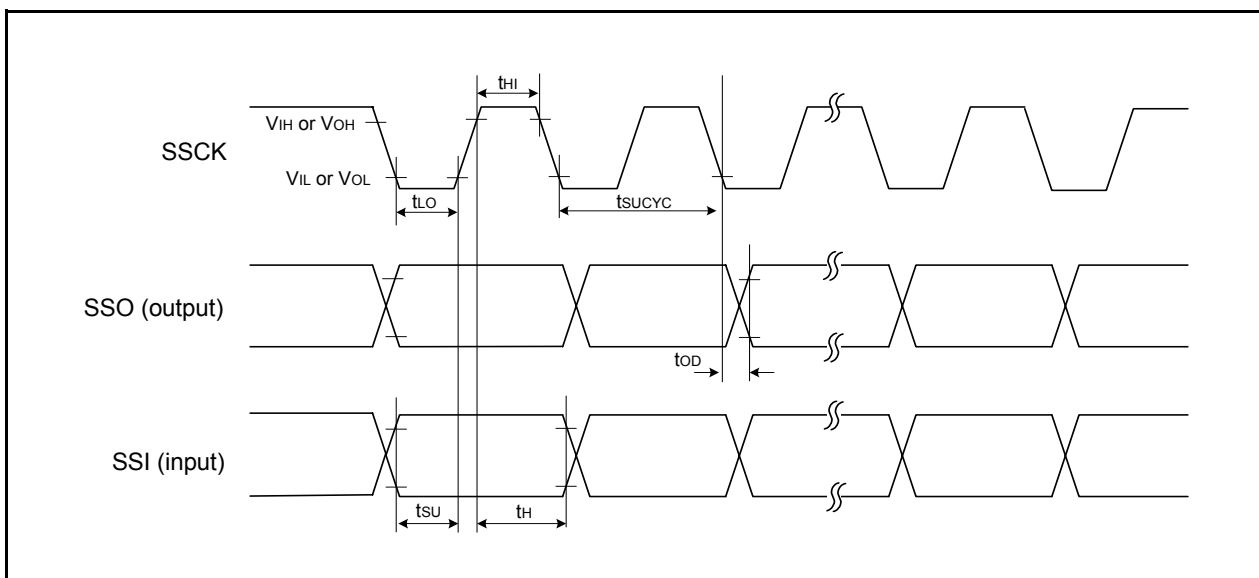 tHI
VIH or VOH
SSCK
VIL or VOL
tLO
tSUCYC
SSO (output)
tOD
SSI (input)
tSU
tH